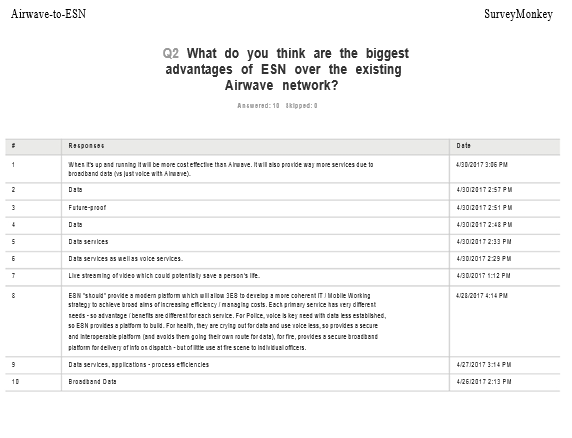 Airwave-to-ESN
SurveyMonkey
Q2 What do you think are the biggest
advantages of ESN over the existing
Airwave network?
Answered: 10 Skipped: 0
# Responses Date
1 When it's up and running it will be more cost effective than Airwave. It will also provide way more services due to 4/30/2017 3:06 PM
broadband data (vs just voice with Airwave).
2 Data 4/30/2017 2:57 PM
3 Future-proof 4/30/2017 2:51 PM
4 Data 4/30/2017 2:48 PM
5 Data services 4/30/2017 2:33 PM
6 Data services as well as voice services. 4/30/2017 2:29 PM
7 Live streaming of video which could potentially save a person's life. 4/30/2017 1:12 PM
8 ESN "should" provide a modern platform which will allow 3ES to develop a more coherent IT / Mobile Working 4/28/2017 4:14 PM
strategy to achieve broad aims of increasing efficiency / managing costs. Each primary service has very different
needs - so advantage / benefits are different for each service. For Police, voice is key need with data less established,
so ESN provides a platform to build. For health, they are crying out for data and use voice less, so provides a secure
and interoperable platform (and avoids them going their own route for data), for fire, provides a secure broadband
platform for delivery of info on dispatch - but of little use at fire scene to individual officers.
9 Data services, applications - process efficiencies 4/27/2017 3:14 PM
10 Broadband Data 4/26/2017 2:13 PM